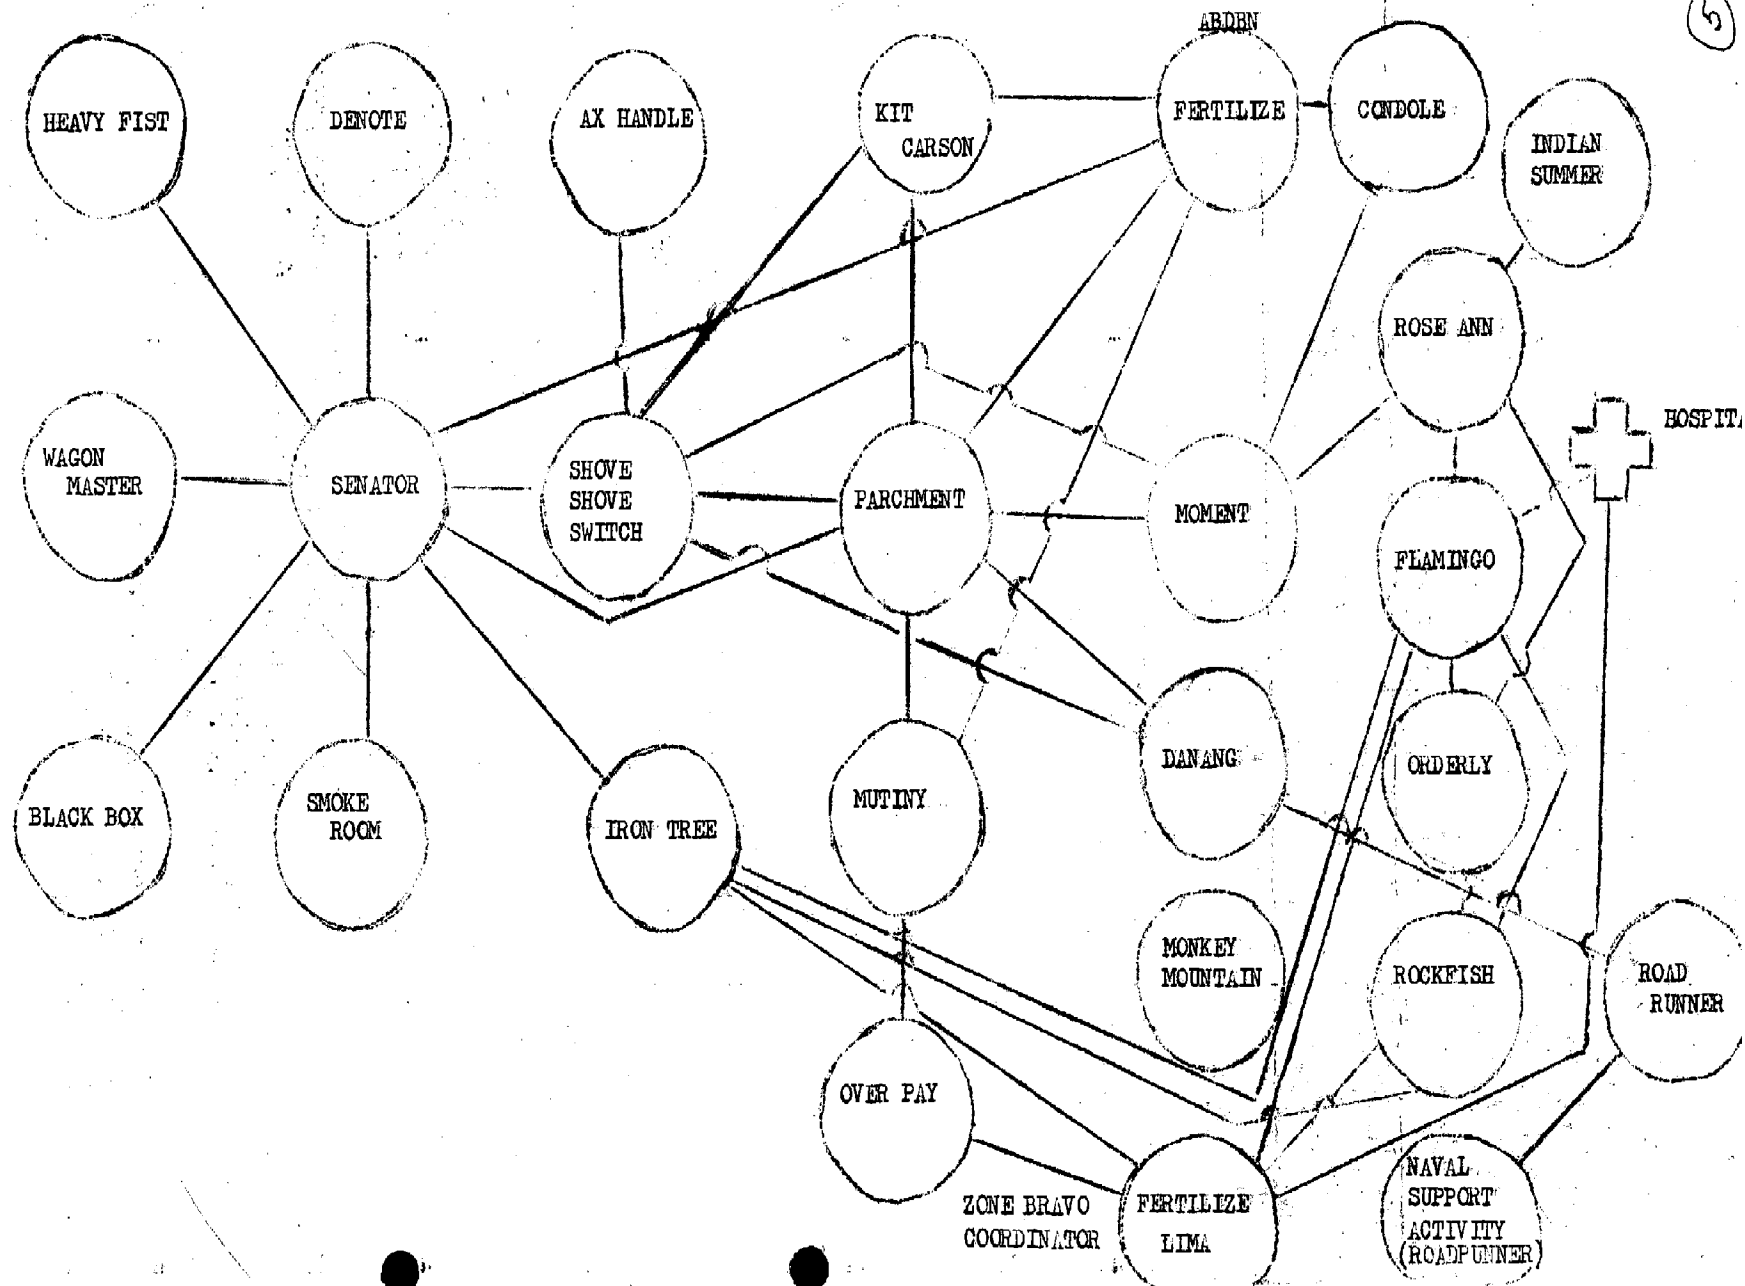 5
ABDBN
HEAVY FIST
DENOTE
AX HANDLE
KIT
CARSON
FERTILIZE
CONDOLE
INDIAN
SUMMER
ROSE ANN
HOSPITA
WAGON
MASTER
SENATOR
SHOVE
SHOVE
SWITCH
PARCHMENT
MOMENT
FLAMINGO
BLACK BOX
SMOKE
ROOM
IRON TREE
MUTINY
DANANG
ORDERLY
MONKEY
MOUNTAIN
ROCKFISH
ROAD
RUNNER
OVER PAY
ZONE BRAVO
COORDINATOR
FERTILIZE
LIMA
NAVAL
SUPPORT
ACTIVITY
(ROADPUNNER)